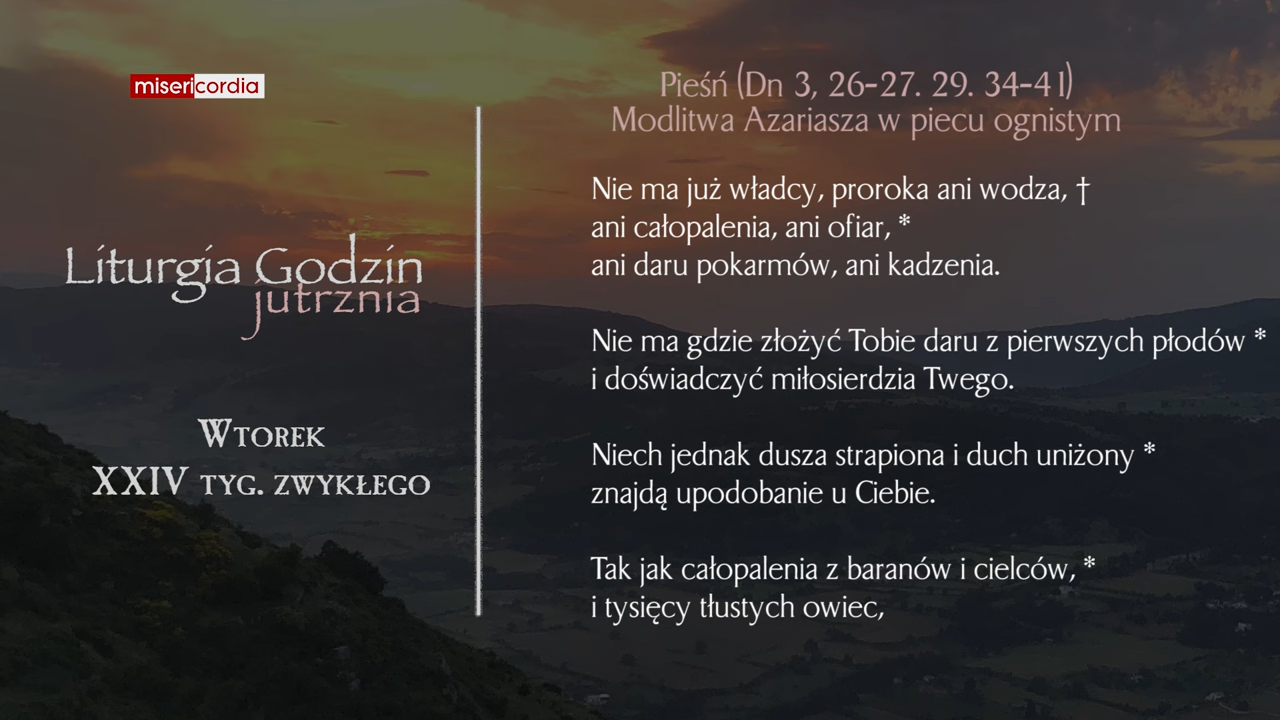 misericordia
Liturgia Godzin
jutrznia
Wtorek
XXIV tyg. zwykłego
Pieśń (Dn 3, 26-27. 29. 34-41)
Modlitwa Azariasza w piecu ognistym
Nie ma już władcy, proroka ani wodza, †
ani całopalenia, ani ofiar, *
ani daru pokarmów, ani kadzenia.
Nie ma gdzie złożyć Tobie daru z pierwszych płodów *
i doświadczyć miłosierdzia Twego.
Niech jednak dusza strapiona i duch uniżony *
znajdą upodobanie u Ciebie.
Tak jak całopalenia z baranów i cielców, *
i tysięcy tłustych owiec,